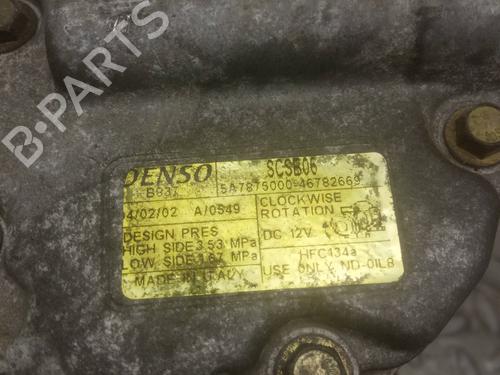 B-PARTS
DENSO SCSB06
5A7875000-46782669
4/02/02 A/0549 CLOCKWISE
ROTATION
DESIGN PRES DC 12V
HIGH SIDE 3.53 MPa
LOW SIDE 1.67 MPa HFC134a
MADE IN ITALY USE ONLY ND-OIL8